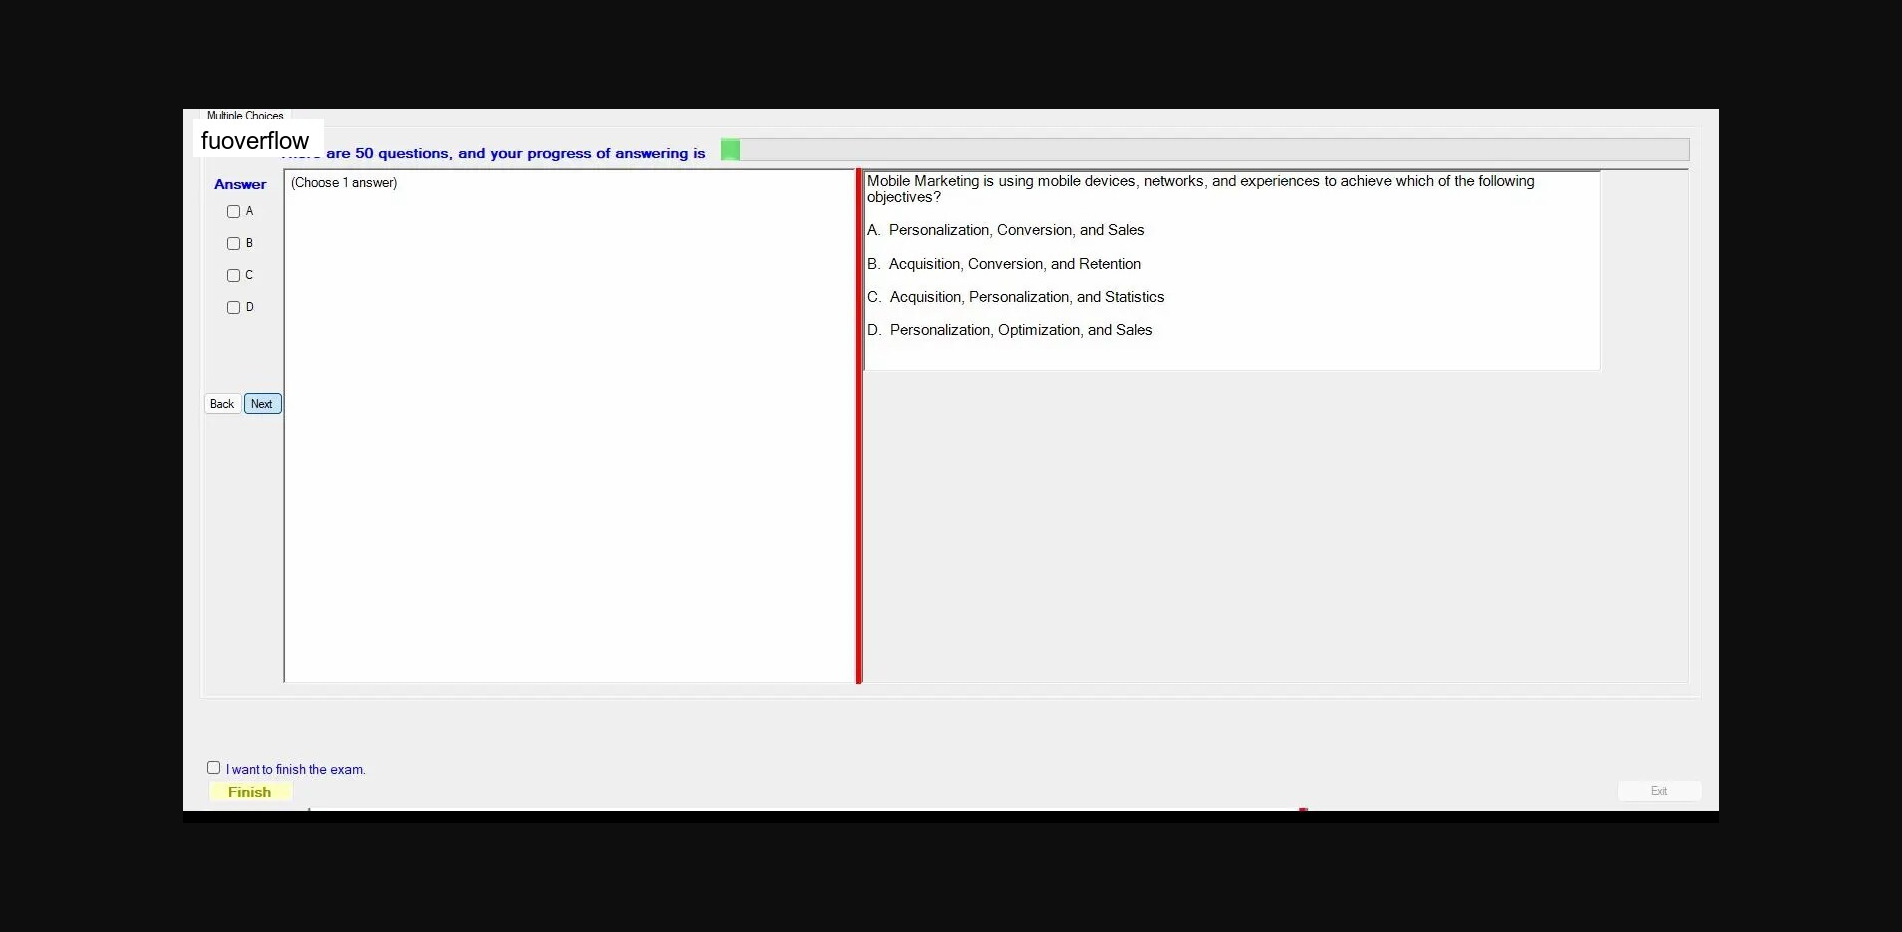 Multiple Choices
fuoverflow
are 50 questions, and your progress of answering is
Answer
(Choose 1 answer)
A
B
C
D
Back
Next
Mobile Marketing is using mobile devices, networks, and experiences to achieve which of the following
objectives?
A. Personalization, Conversion, and Sales
B. Acquisition, Conversion, and Retention
C. Acquisition, Personalization, and Statistics
D. Personalization, Optimization, and Sales
I want to finish the exam.
Finish
Exit